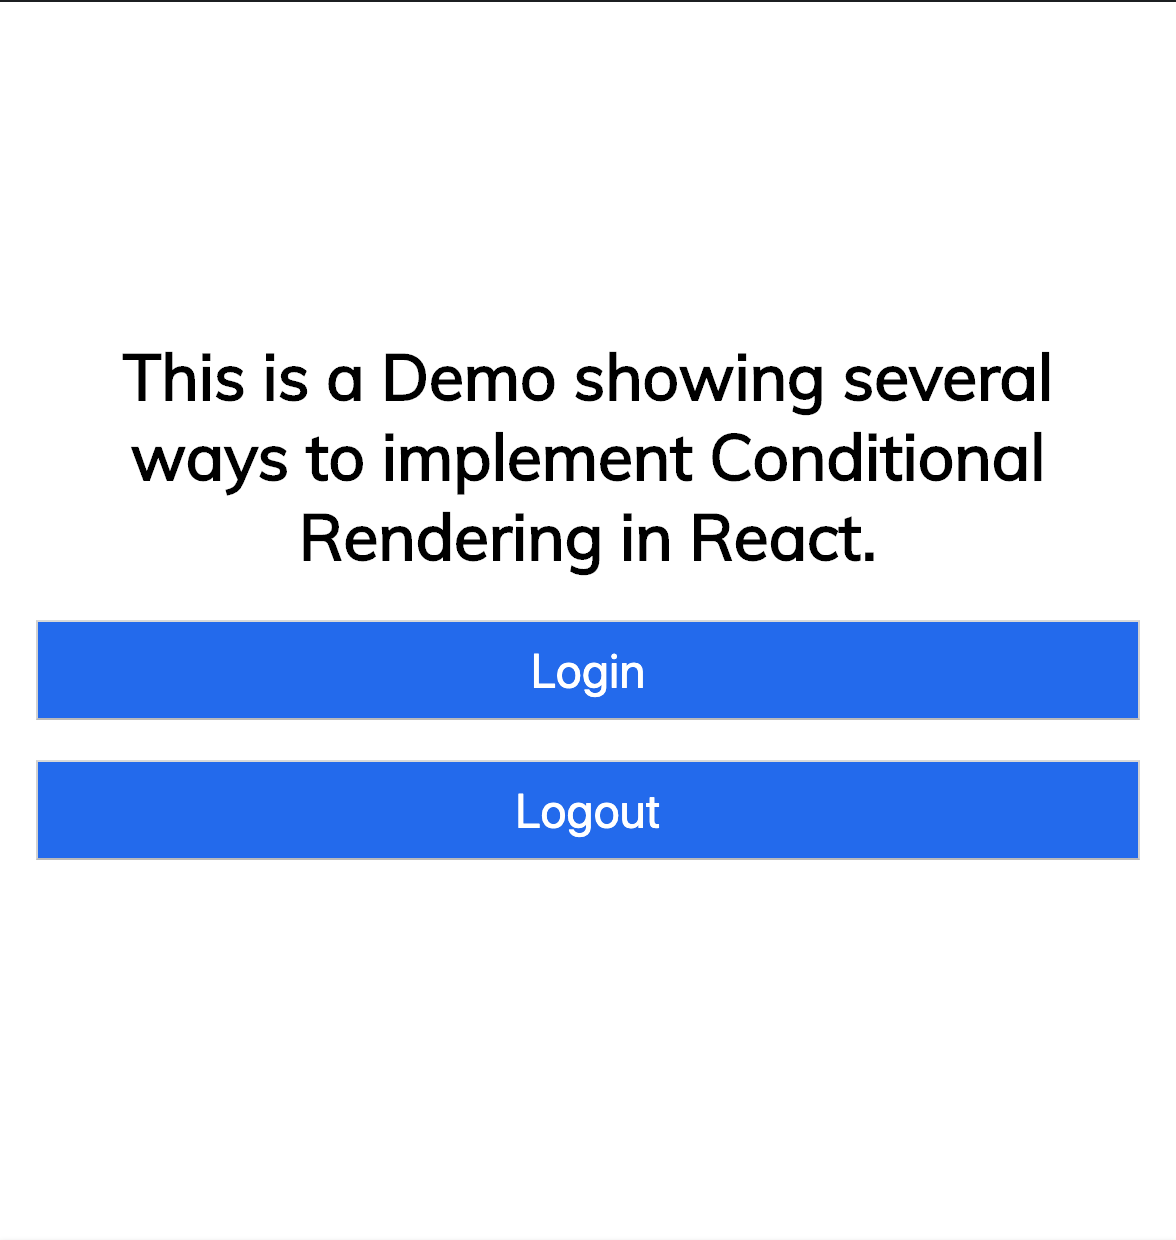 This is a Demo showing several
ways to implement Conditional
Rendering in React.
Login
Logout